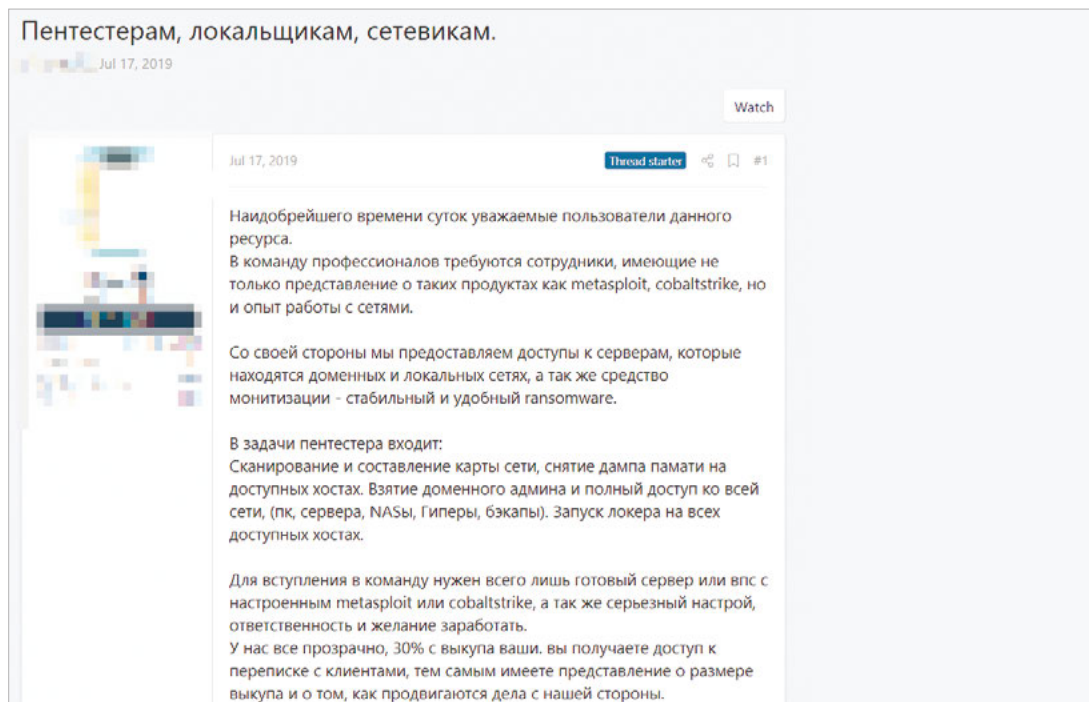 Пентестерам, локальщикам, сетевикам.
Jul 17, 2019
Watch
Jul 17, 2019
Thread starter
#1
Наидобрейшего времени суток уважаемые пользователи данного
ресурса.
В команду профессионалов требуются сотрудники, имеющие не
только представление о таких продуктах как metasploit, cobaltstrike, но
и опыт работы с сетями.
Со своей стороны мы предоставляем доступы к серверам, которые
находятся доменных и локальных сетях, а так же средство
монитизации - стабильный и удобный ransomware.
В задачи пентестера входит:
Сканирование и составление карты сети, снятие дампа памяти на
доступных хостах. Взятие доменного админа и полный доступ ко всей
сети, (пк, сервера, NASы, Гиперы, бэкапы). Запуск локера на всех
доступных хостах.
Для вступления в команду нужен всего лишь готовый сервер или впс с
настроенным metasploit или cobaltstrike, а так же серьезный настрой,
ответственность и желание заработать.
У нас все прозрачно, 30% с выкупа ваши. вы получаете доступ к
переписке с клиентами, тем самым имеете представление о размере
выкупа и о том, как продвигаются дела с нашей стороны.